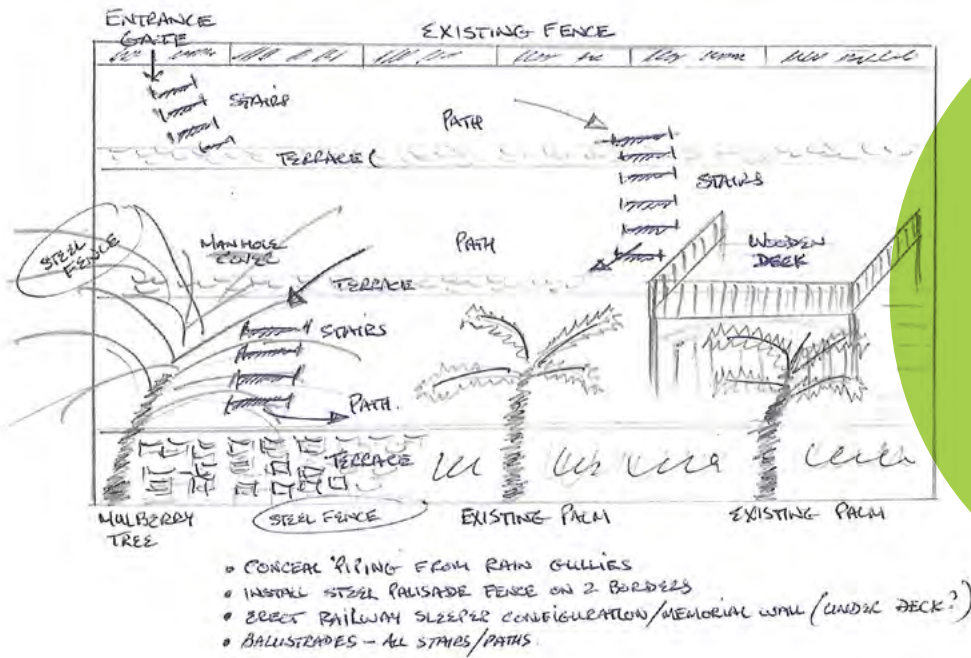 ENTRANCE
GATE
EXISTING FENCE
STAIRS
PATH
TERRACE
STAIRS
STEEL
FENCE
MANHOLE
COVER
PATH
WOODEN
DECK
TERRACE
STAIRS
PATH.
TERRACE
MULBERRY
TREE
STEEL FENCE
EXISTING PALM
EXISTING PALM
• CONCEAL PIPING FROM RAIN GULLIES
• INSTALL STEEL PALISADE FENCE ON 2 BORDERS
• ERECT RAILWAY SLEEPER CONFIGURATION/MEMORIAL WALL (UNDER DECK?)
• BALUSTRADES - ALL STAIRS/PATHS.